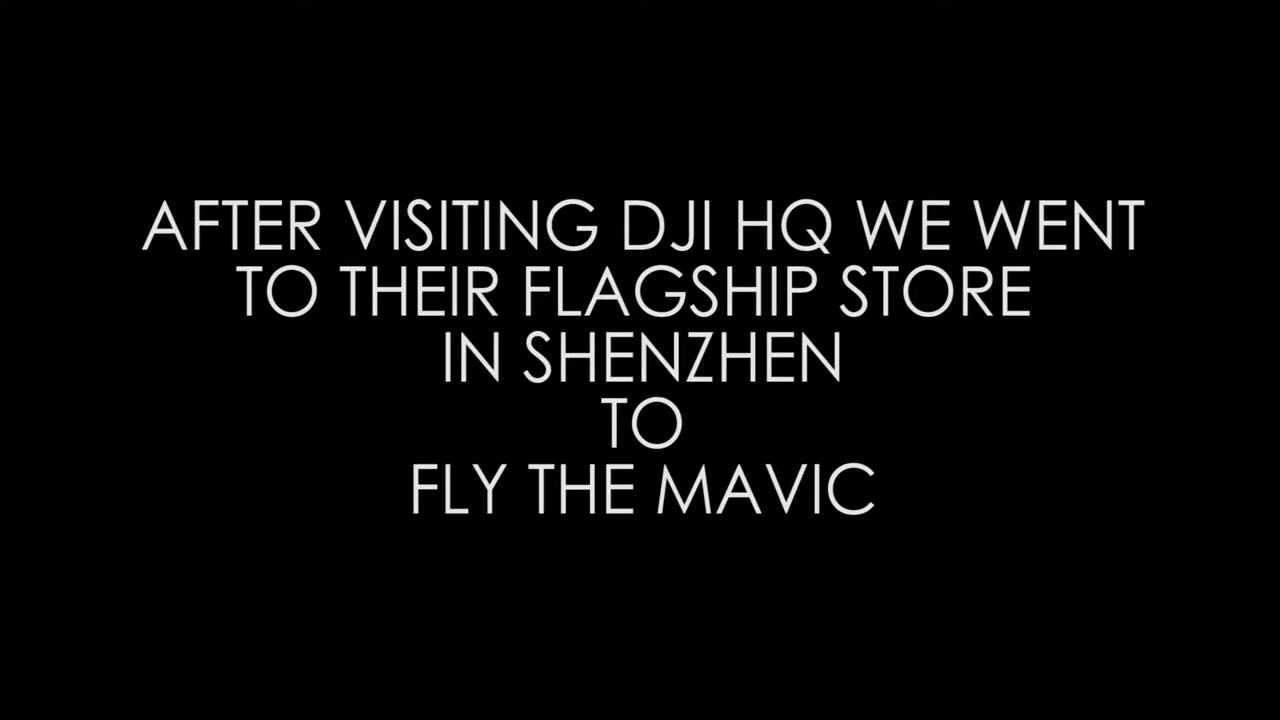 AFTER VISITING DJI HQ WE WENT
TO THEIR FLAGSHIP STORE
IN SHENZHEN
TO
FLY THE MAVIC